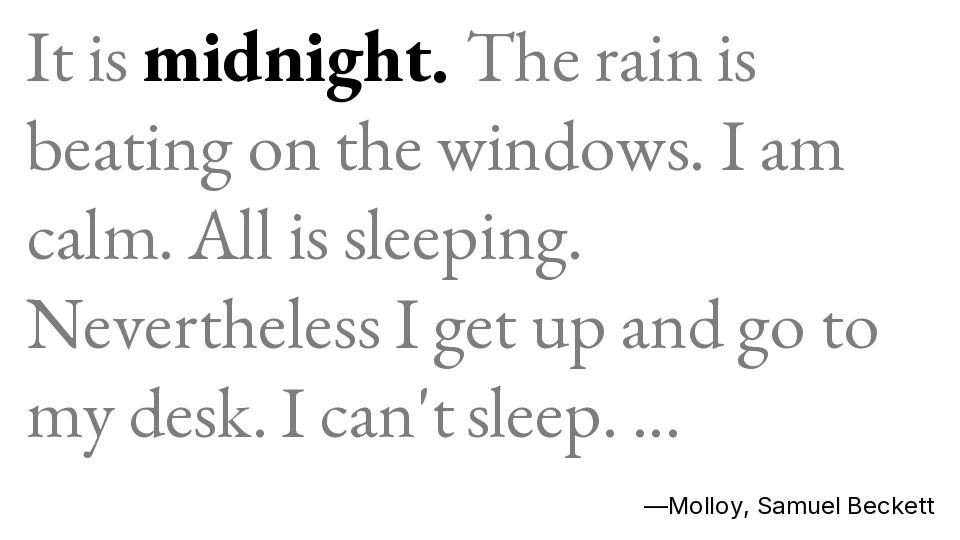 It is midnight. The rain is
beating on the windows. I am
calm. All is sleeping.
Nevertheless I get up and go to
my desk. I can't sleep. ...
—Molloy, Samuel Beckett